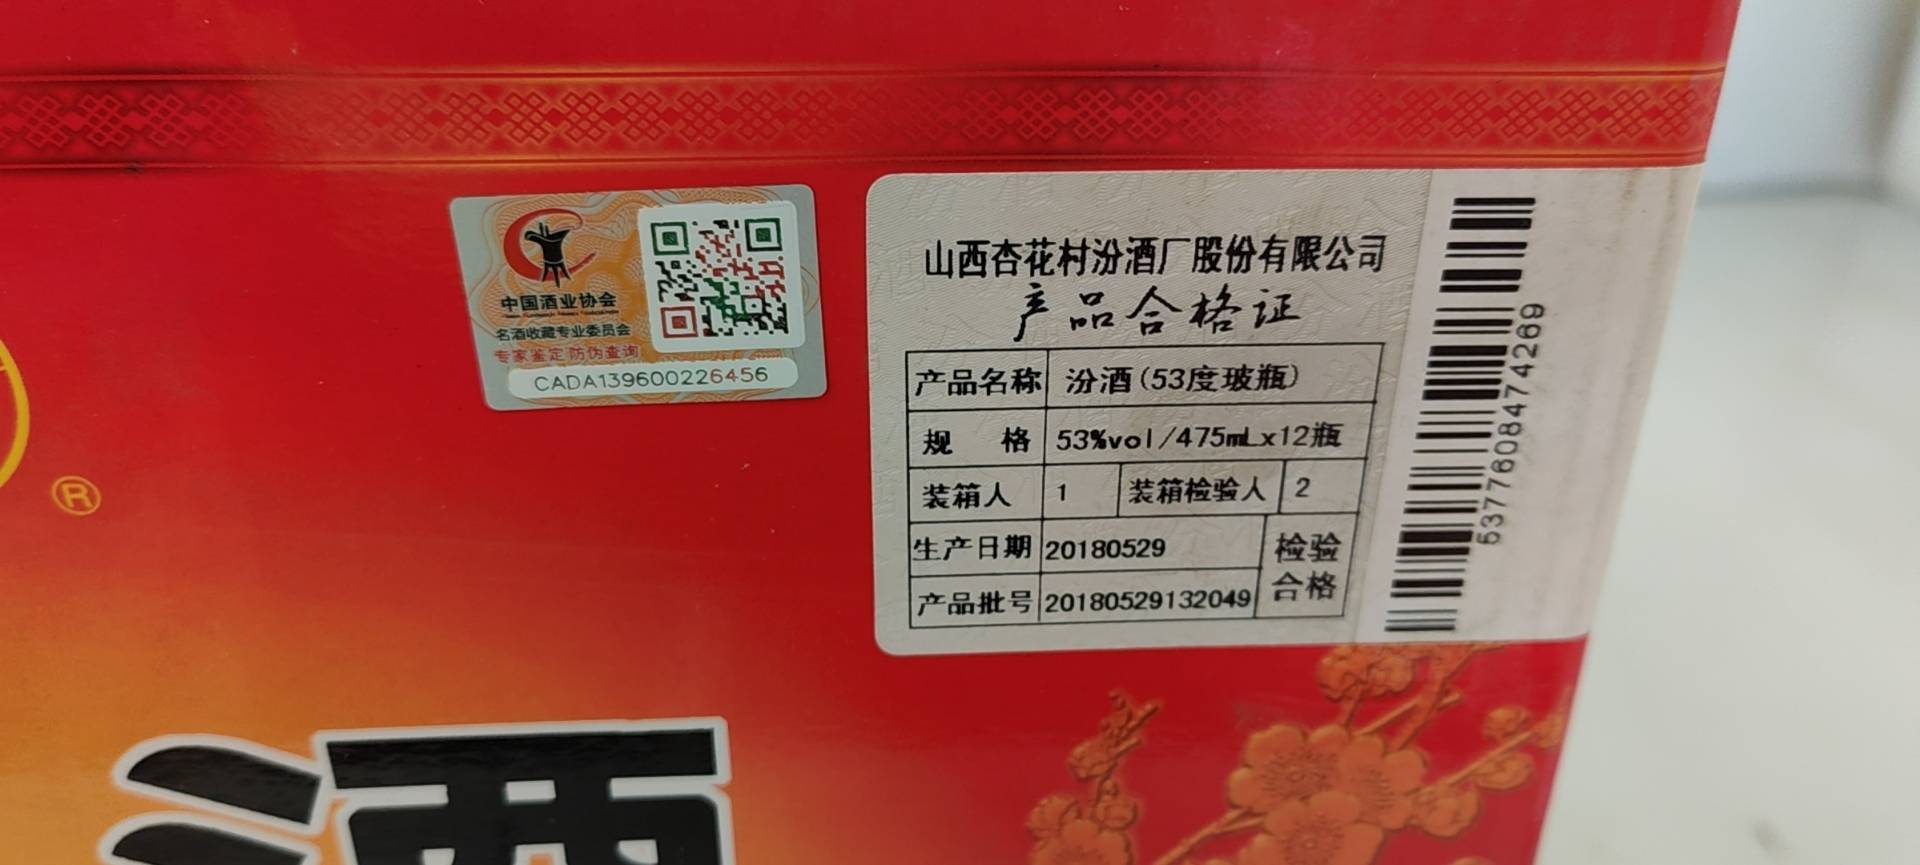 ®
中国酒业协会
名酒收藏专业委员会
专家鉴定 防伪查询
CADA139600226456
山西杏花村汾酒厂股份有限公司
产品合格证
产品名称 汾酒(53度玻瓶)
规 格 53%vol/475mLx12瓶
装箱人 1 装箱检验人 2
生产日期 20180529 检验
产品批号 20180529132049 合格
5377608474269
酒